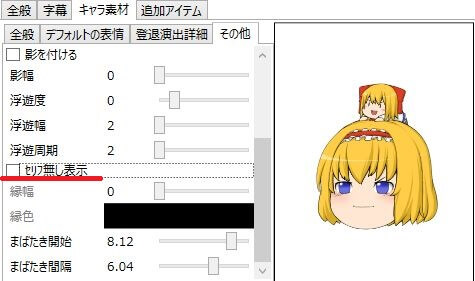 全般 字幕 キャラ素材 追加アイテム
全般 デフォルトの表情 登退演出詳細 その他
影を付ける
影幅 0
浮遊度 0
浮遊幅 2
浮遊周期 2
ｾﾘﾌ無し表示
縁幅 0
縁色
まばたき開始 8.12
まばたき間隔 6.04